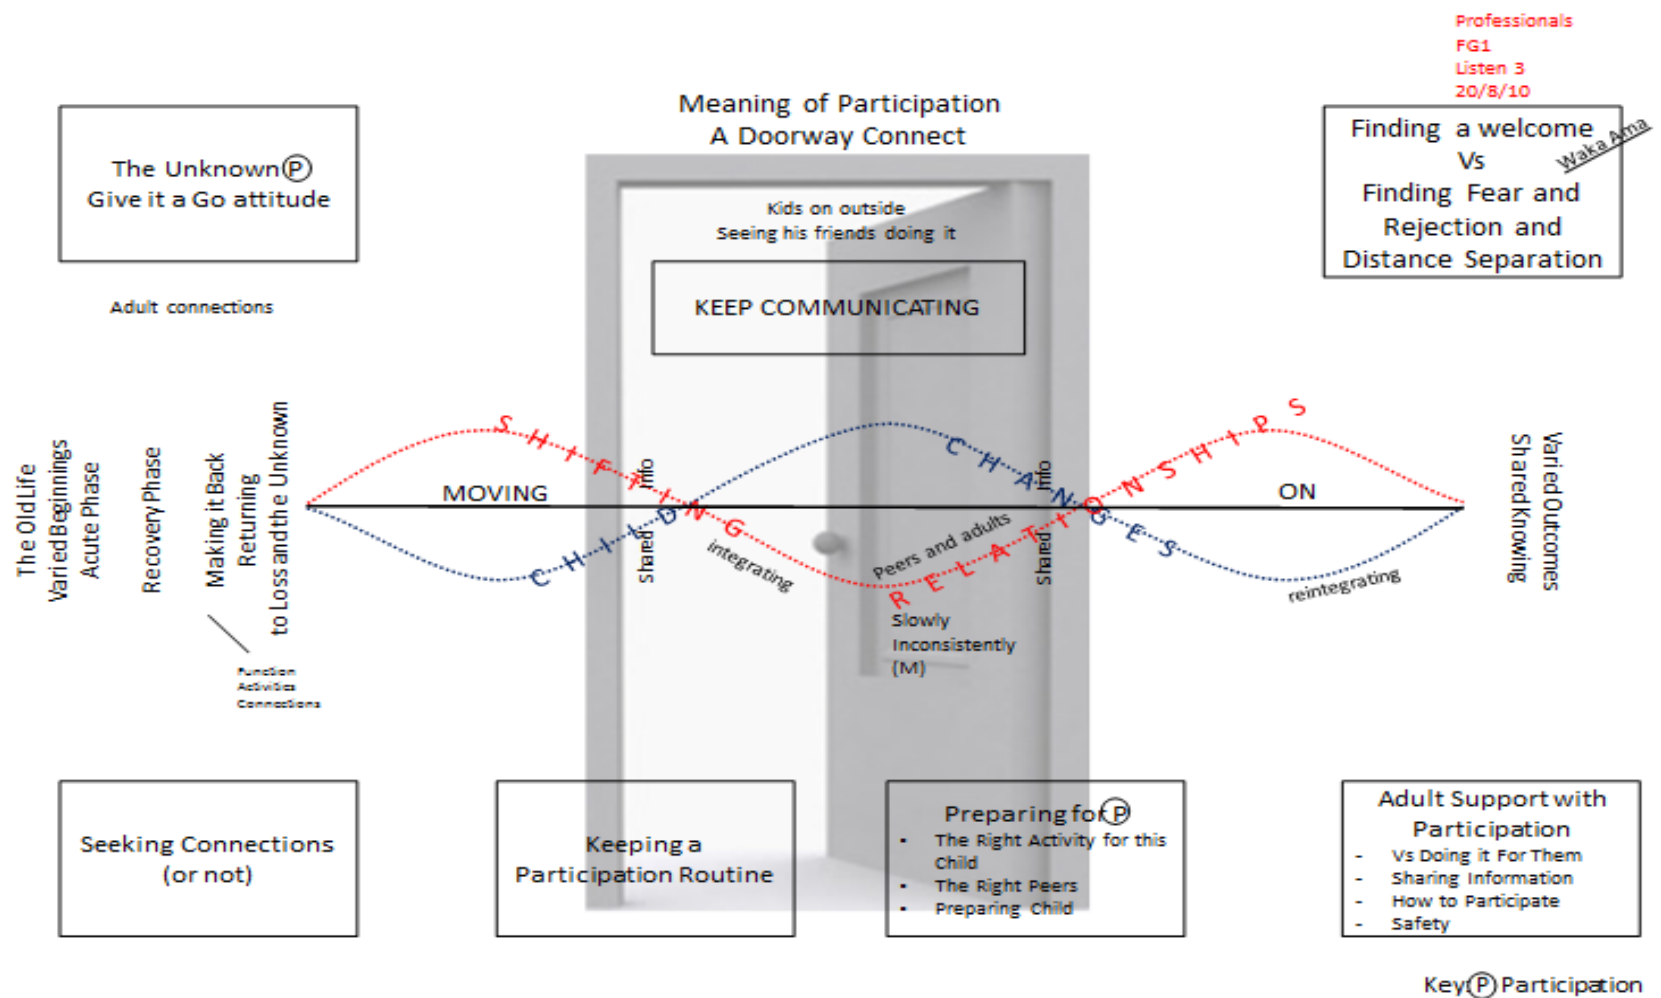 Professionals
FG1
Listen 3
20/8/10
Meaning of Participation
A Doorway Connect
The Unknown Ⓟ
Give it a Go attitude
Kids on outside
Seeing his friends doing it
KEEP COMMUNICATING
Finding a welcome
Vs
Finding Fear and
Rejection and
Distance Separation
Waka Ama
Adult connections
The Old Life
Varied Beginnings
Acute Phase
Recovery Phase
Making it Back
Returning
to Loss and the Unknown
Function
Activities
Connections
SHIFTING
RELATIONSHIPS
CHILD
CHANGES
MOVING
ON
Shared Info
Shared Info
integrating
Peers and adults
Slowly
Inconsistently
(M)
reintegrating
Varied Outcomes
Shared Knowing
Seeking Connections
(or not)
Keeping a
Participation Routine
Preparing for Ⓟ
• The Right Activity for this
Child
• The Right Peers
• Preparing Child
Adult Support with
Participation
- Vs Doing it For Them
- Sharing Information
- How to Participate
- Safety
Key: Ⓟ Participation